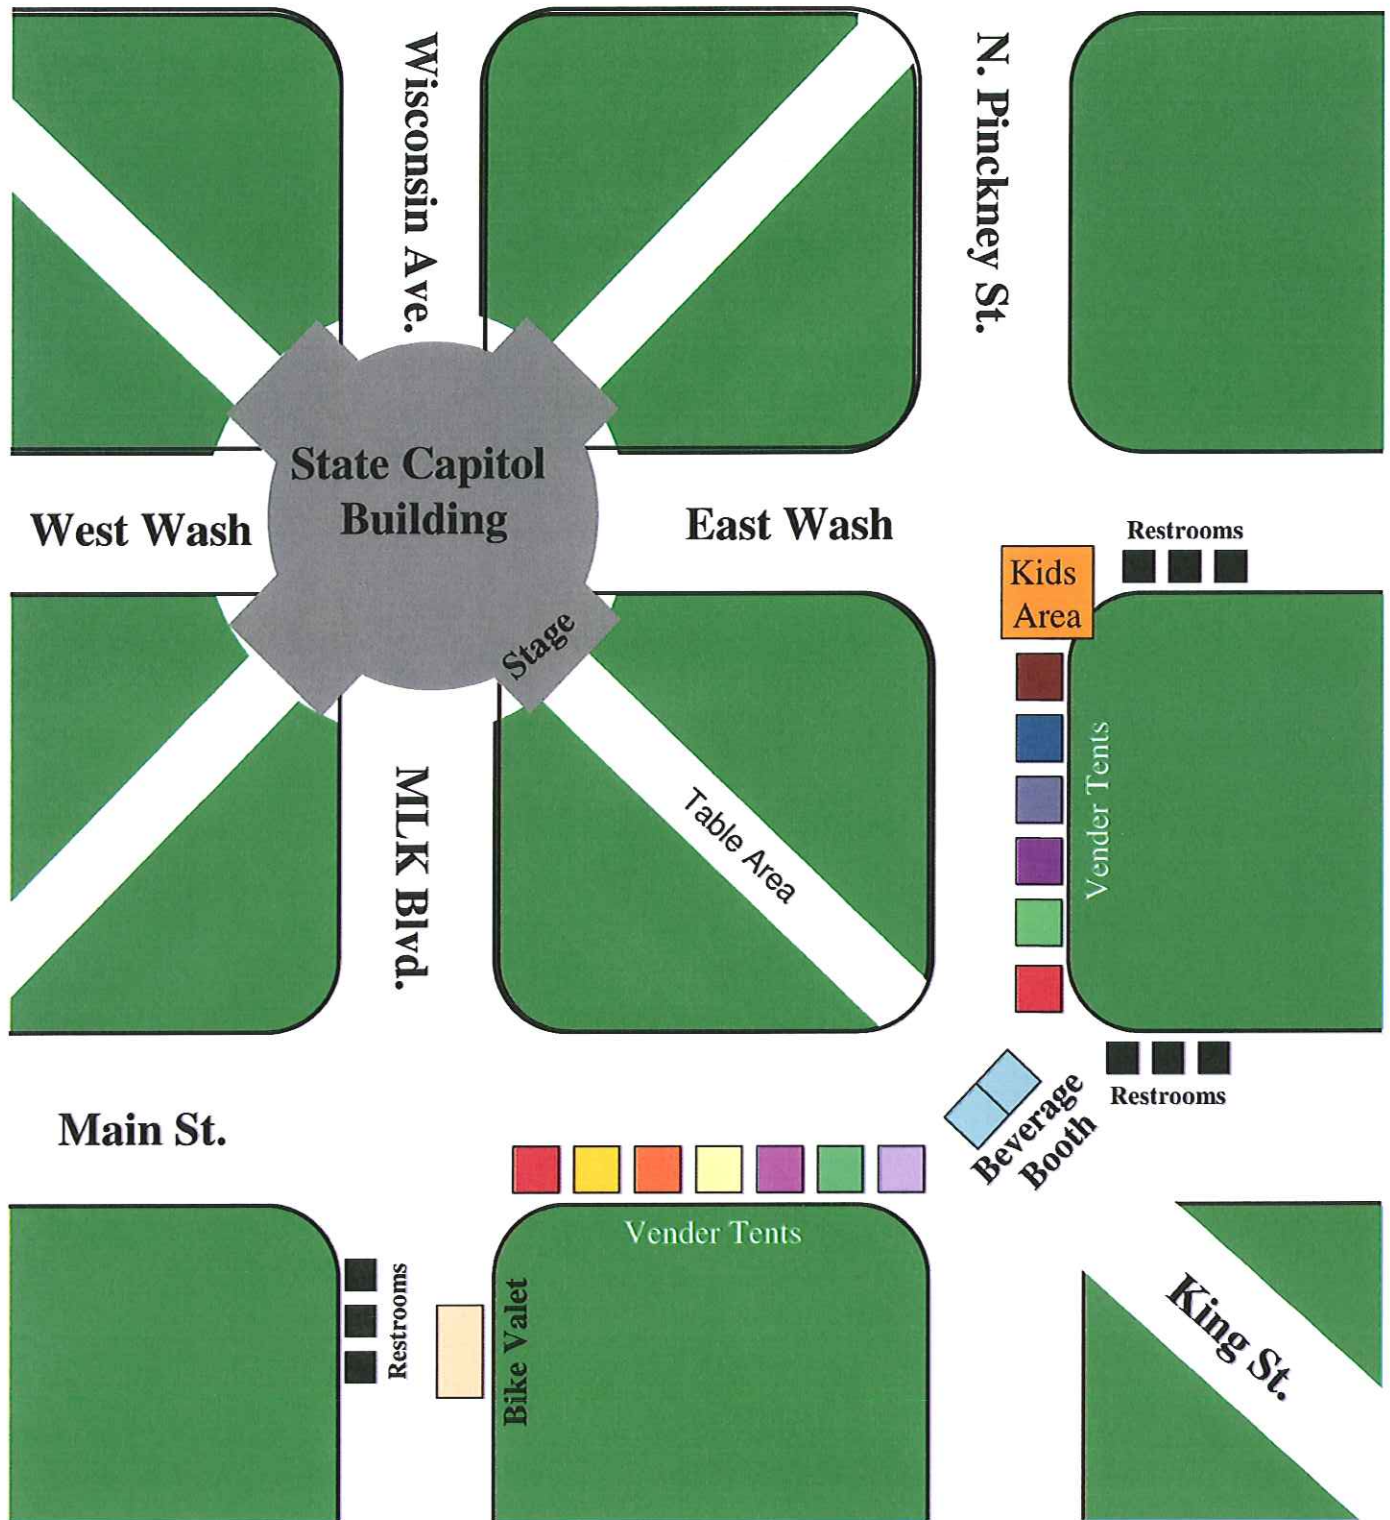 Wisconsin Ave.
N. Pinckney St.
State Capitol
Building
West Wash
East Wash
Restrooms
Kids
Area
Stage
Vender Tents
MLK Blvd.
Table Area
Restrooms
Beverage
Booth
Main St.
Vender Tents
Restrooms
Bike Valet
King St.